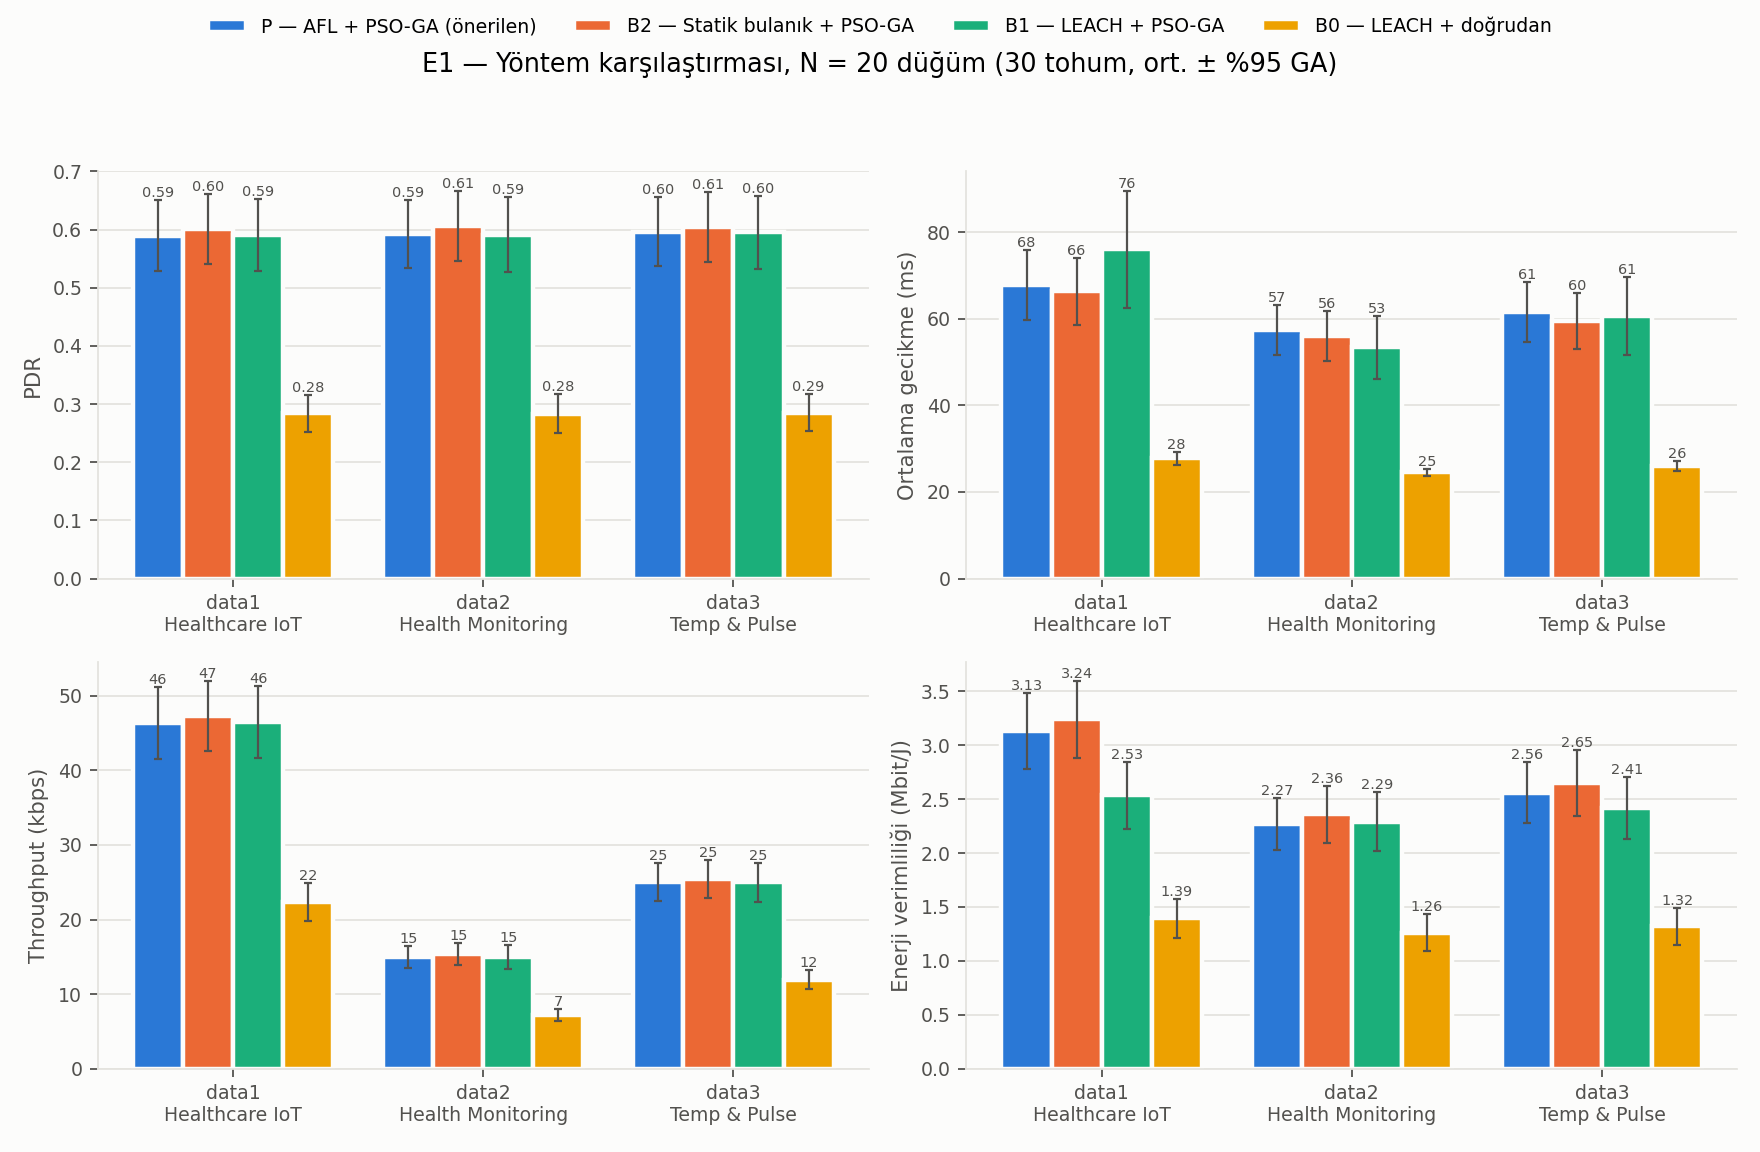 P — AFL + PSO-GA (önerilen) B2 — Statik bulanık + PSO-GA B1 — LEACH + PSO-GA B0 — LEACH + doğrudan
E1 — Yöntem karşılaştırması, N = 20 düğüm (30 tohum, ort. ± %95 GA)
PDR
0.7
0.6
0.5
0.4
0.3
0.2
0.1
0.0
0.59 0.60 0.59 0.28
0.59 0.61 0.59 0.28
0.60 0.61 0.60 0.29
data1 data2 data3
Healthcare IoT Health Monitoring Temp & Pulse
Ortalama gecikme (ms)
80
60
40
20
0
68 66 76 28
57 56 53 25
61 60 61 26
data1 data2 data3
Healthcare IoT Health Monitoring Temp & Pulse
Throughput (kbps)
50
40
30
20
10
0
46 47 46 22
15 15 15 7
25 25 25 12
data1 data2 data3
Healthcare IoT Health Monitoring Temp & Pulse
Enerji verimliliği (Mbit/J)
3.5
3.0
2.5
2.0
1.5
1.0
0.5
0.0
3.13 3.24 2.53 1.39
2.27 2.36 2.29 1.26
2.56 2.65 2.41 1.32
data1 data2 data3
Healthcare IoT Health Monitoring Temp & Pulse